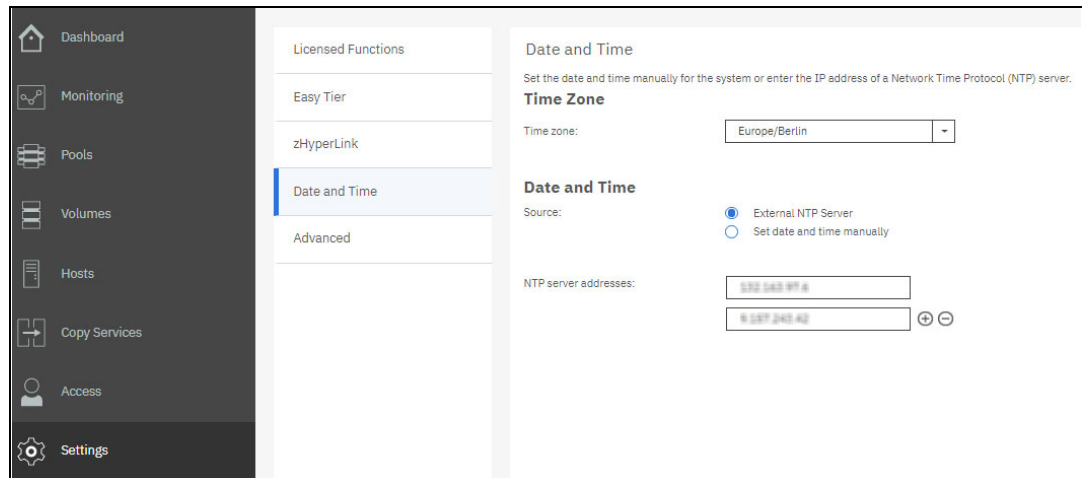 Dashboard
Monitoring
Pools
Volumes
Hosts
Copy Services
Access
Settings
Licensed Functions
Easy Tier
zHyperLink
Date and Time
Advanced
Date and Time
Set the date and time manually for the system or enter the IP address of a Network Time Protocol (NTP) server.
Time Zone
Time zone: Europe/Berlin
Date and Time
Source: External NTP Server
Set date and time manually
NTP server addresses: